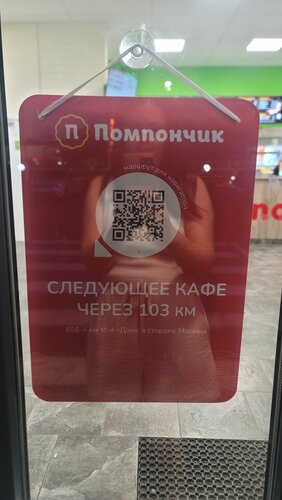 П Помпончик
маршрут для навигатора
СЛЕДУЮЩЕЕ КАФЕ
ЧЕРЕЗ 103 км
656-й км М-4 «Дон», в сторону Москвы